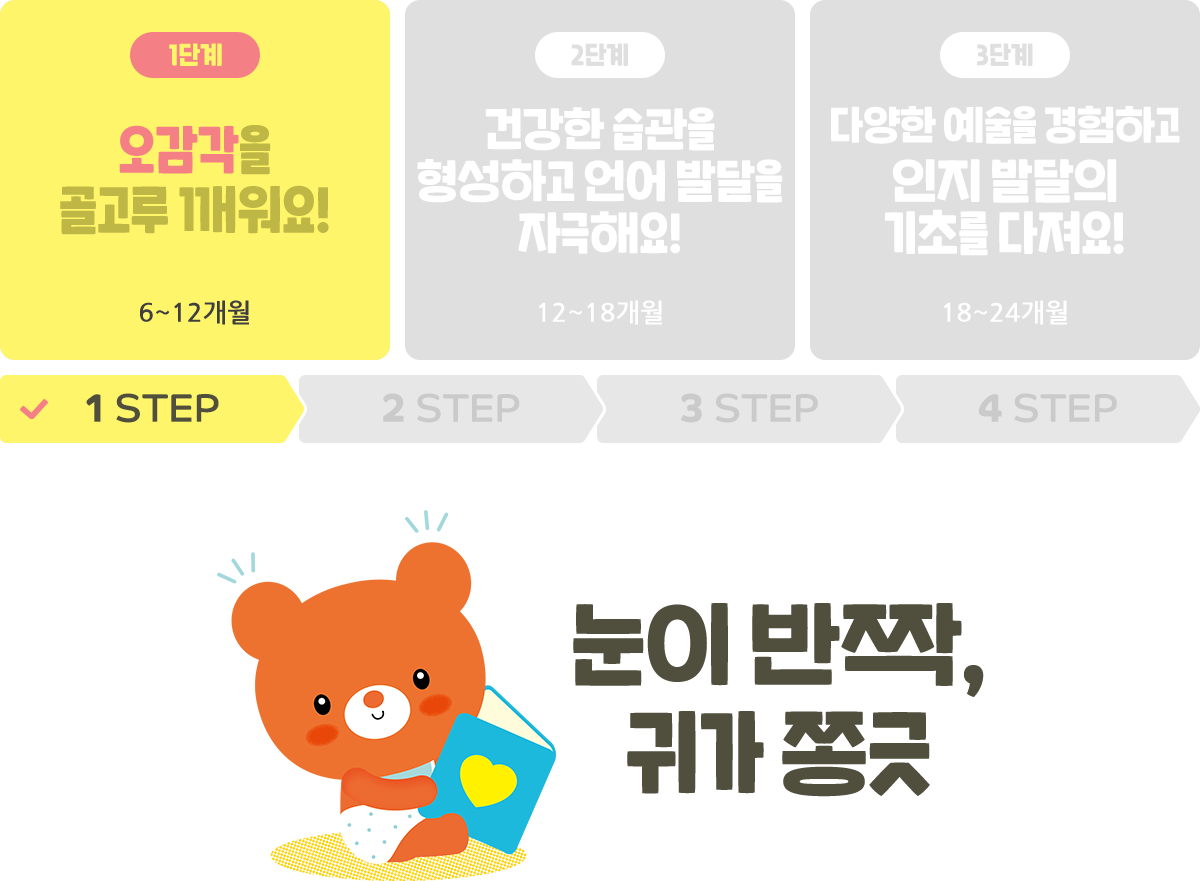 1단계
오감각을
골고루 깨워요!
6~12개월
2단계
건강한 습관을
형성하고 언어 발달을
자극해요!
12~18개월
3단계
다양한 예술을 경험하고
인지 발달의
기초를 다져요!
18~24개월
1 STEP
2 STEP
3 STEP
4 STEP
눈이 반짝,
귀가 쫑긋